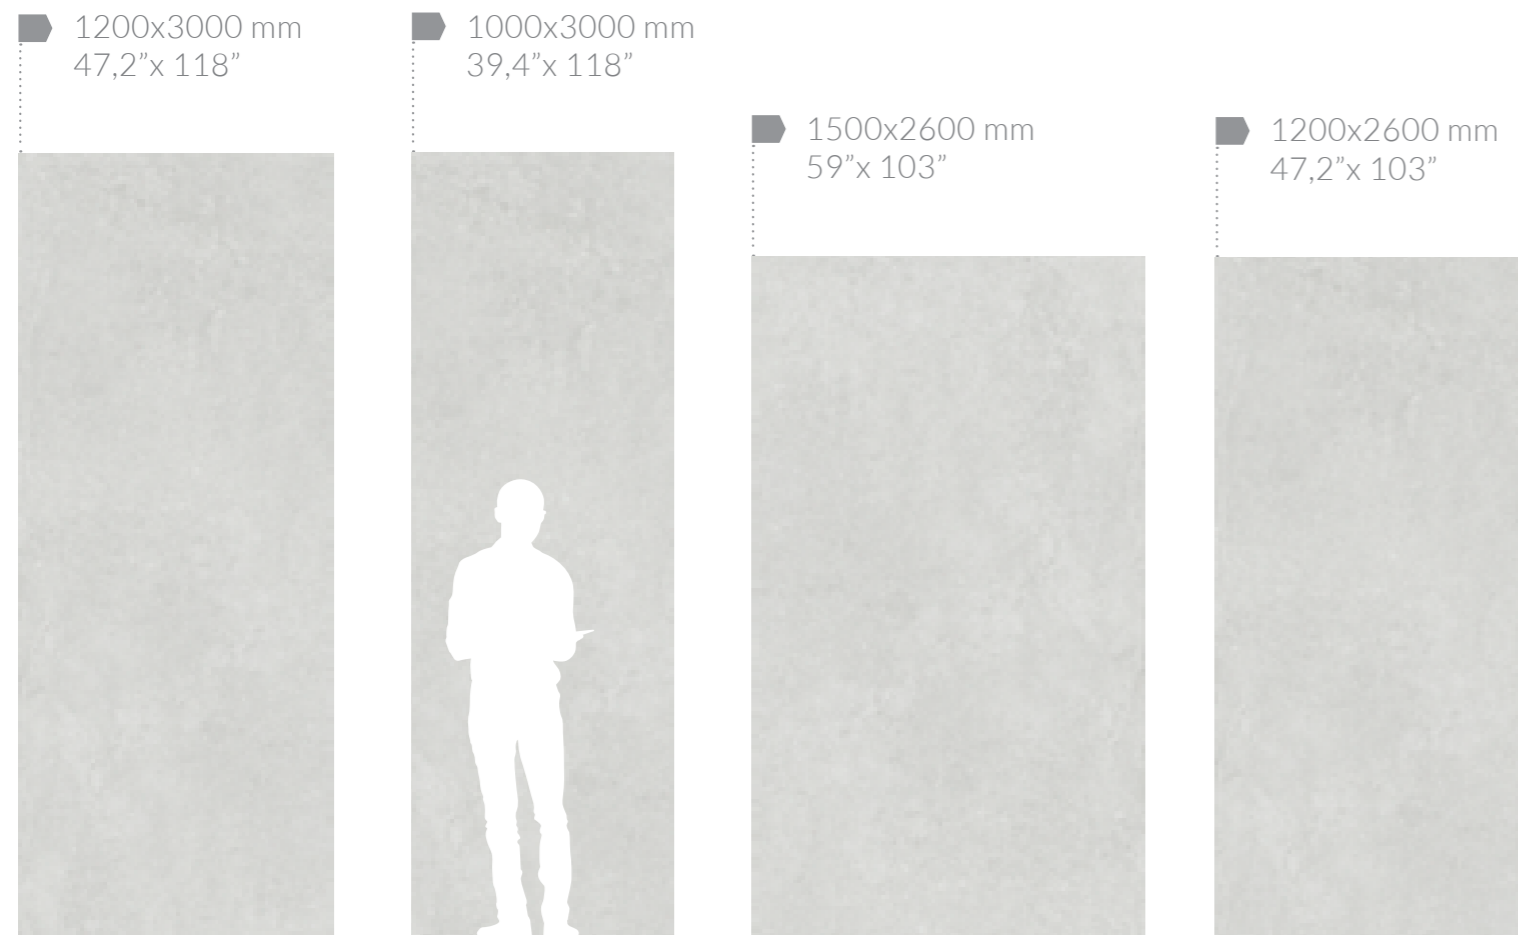 1200x3000 mm
47,2”x 118”
1000x3000 mm
39,4”x 118”
1500x2600 mm
59”x 103”
1200x2600 mm
47,2”x 103”